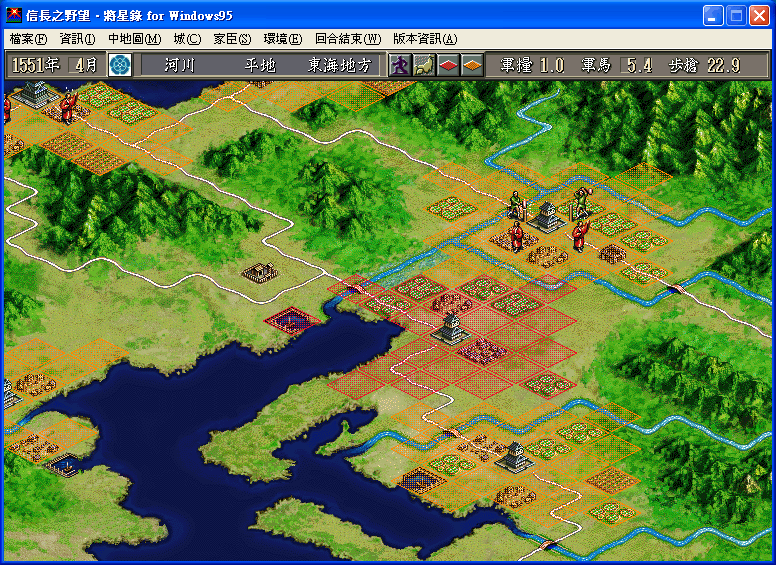 信長之野望・將星錄 for Windows95
檔案(F) 資訊(I) 中地圖(M) 城(C) 家臣(S) 環境(E) 回合結束(W) 版本資訊(A)
1551年 4月 河川 平地 東海地方 軍糧 1.0 軍馬 5.4 步槍 22.9